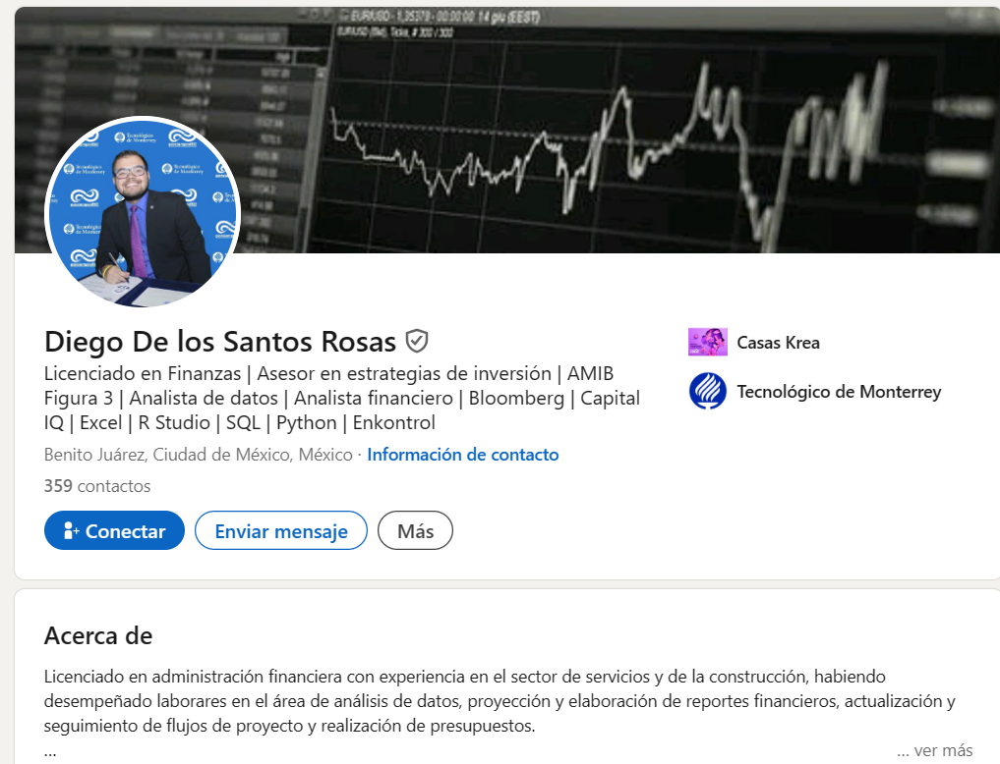 EURUSD - 1,35378 - 00:00:00 14 giu (EEST)
EURUSD (Bid), Ticks, # 300 / 300
Tecnológico de Monterrey
Diego De los Santos Rosas
Licenciado en Finanzas | Asesor en estrategias de inversión | AMIB
Figura 3 | Analista de datos | Analista financiero | Bloomberg | Capital
IQ | Excel | R Studio | SQL | Python | Enkontrol
Benito Juárez, Ciudad de México, México · Información de contacto
359 contactos
Conectar
Enviar mensaje
Más
Casas Krea
Tecnológico de Monterrey
Acerca de
Licenciado en administración financiera con experiencia en el sector de servicios y de la construcción, habiendo
desempeñado laborares en el área de análisis de datos, proyección y elaboración de reportes financieros, actualización y
seguimiento de flujos de proyecto y realización de presupuestos.
...
... ver más